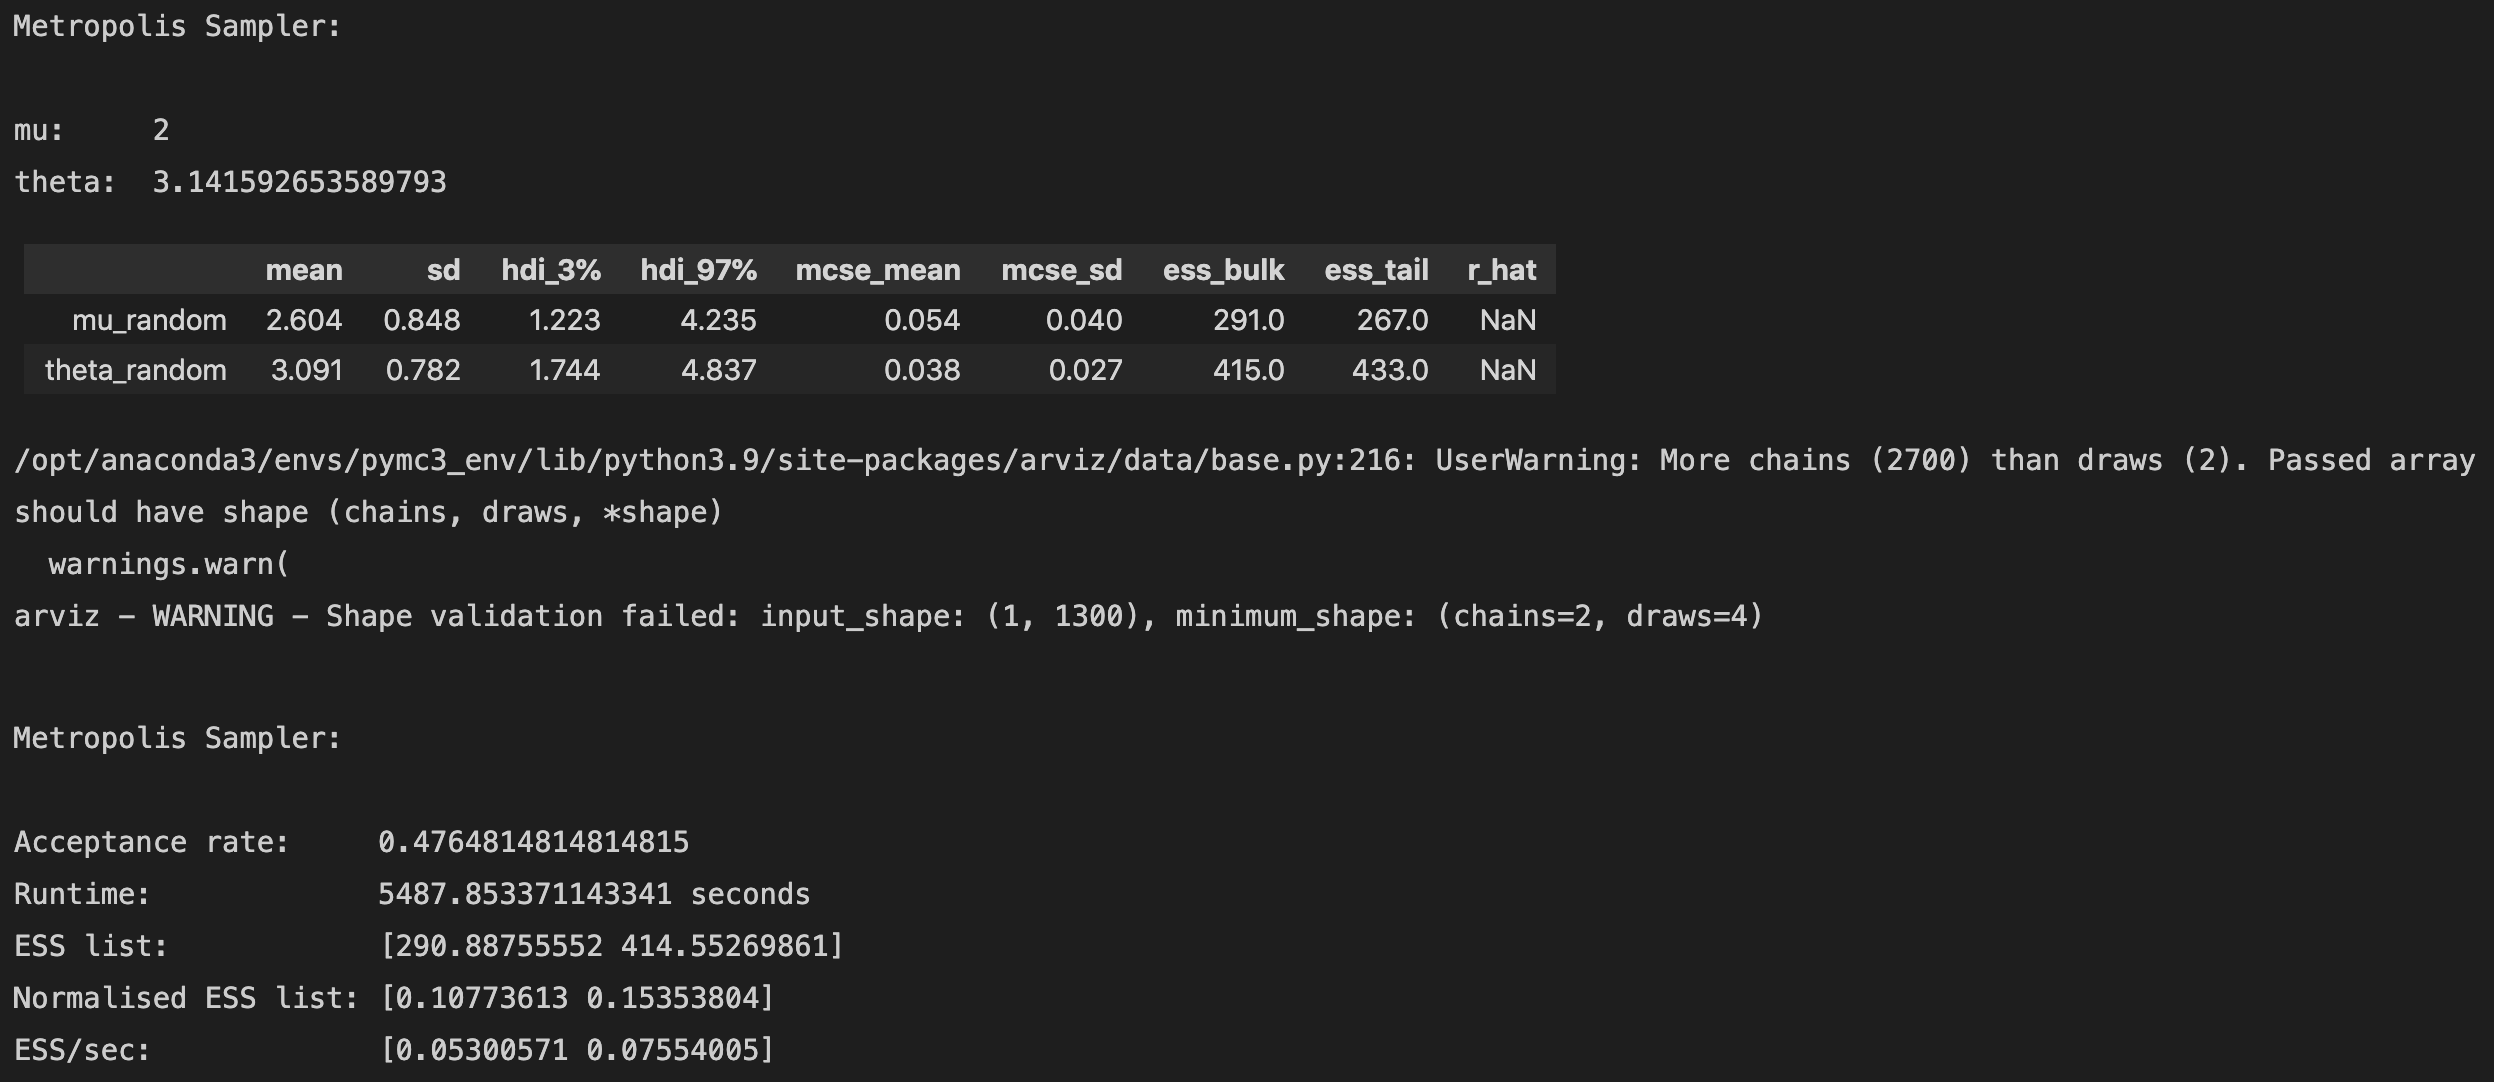 Metropolis Sampler:
mu: 2
theta: 3.141592653589793
mean sd hdi_3% hdi_97% mcse_mean mcse_sd ess_bulk ess_tail r_hat
mu_random 2.604 0.848 1.223 4.235 0.054 0.040 291.0 267.0 NaN
theta_random 3.091 0.782 1.744 4.837 0.038 0.027 415.0 433.0 NaN
/opt/anaconda3/envs/pymc3_env/lib/python3.9/site-packages/arviz/data/base.py:216: UserWarning: More chains (2700) than draws (2). Passed array
should have shape (chains, draws, *shape)
warnings.warn(
arviz - WARNING - Shape validation failed: input_shape: (1, 1300), minimum_shape: (chains=2, draws=4)
Metropolis Sampler:
Acceptance rate: 0.4764814814814815
Runtime: 5487.853371143341 seconds
ESS list: [290.88755552 414.55269861]
Normalised ESS list: [0.10773613 0.15353804]
ESS/sec: [0.05300571 0.07554005]